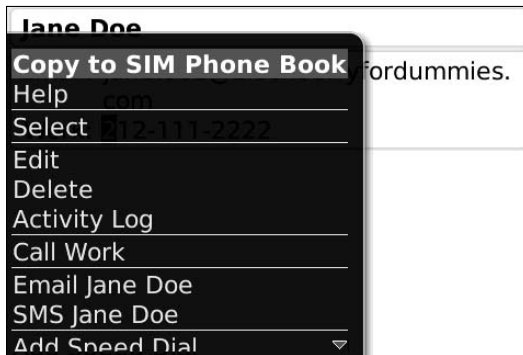 Jane Doe
Copy to SIM Phone Book
yfordummies.
Help
com
Select
212-111-2222
Edit
Delete
Activity Log
Call Work
Email Jane Doe
SMS Jane Doe
Add Speed Dial